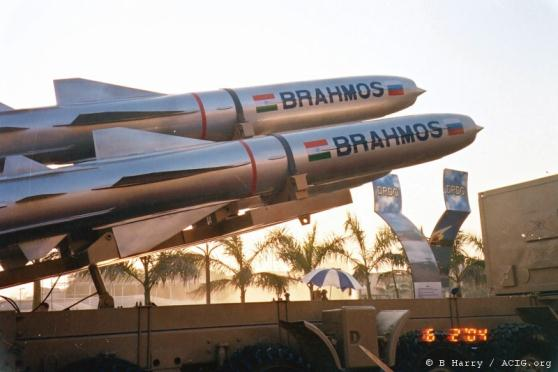 BRAHMOS
BRAHMOS
D
6 2'04
© B Harry / ACIG.org